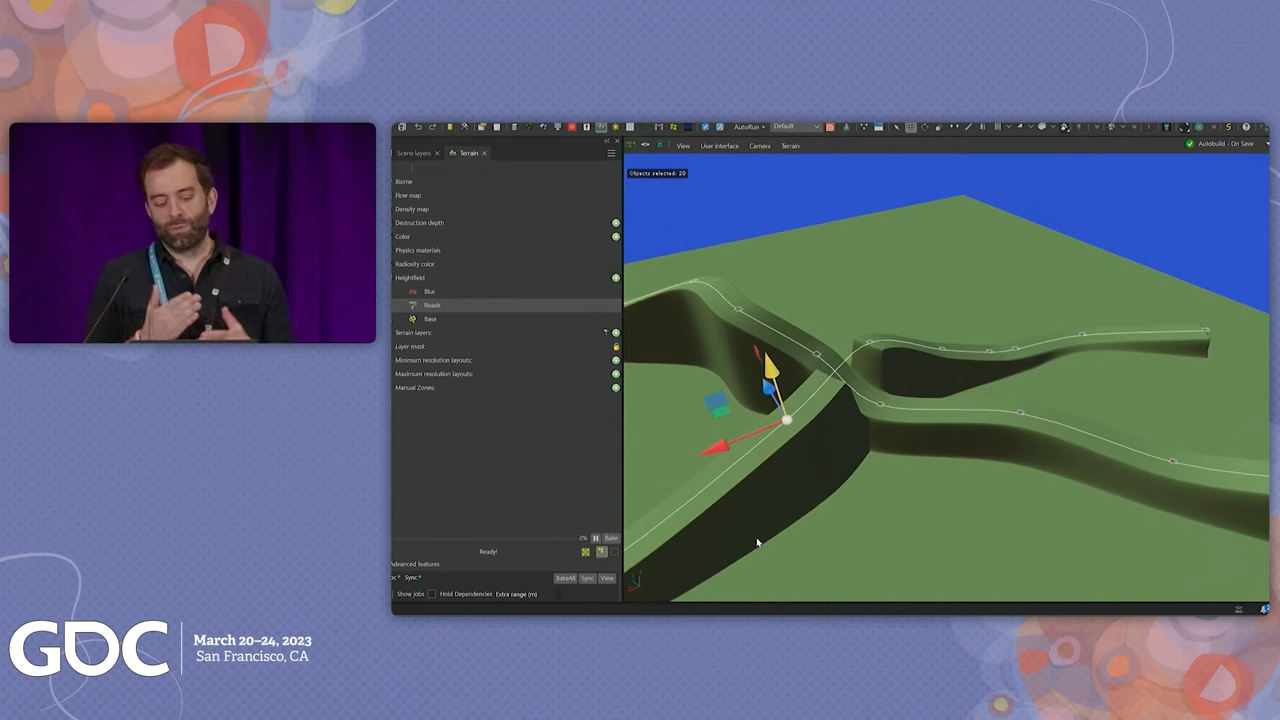 AutoRun
Default
Scene layers
Terrain
View
User interface
Camera
Terrain
Autobuild - On Save
Objects selected: 20
Biome
Flow map
Density map
Destruction depth
Color
Physics materials
Radiosity color
Heightfield
Blur
Roads
Base
Terrain layers:
Layer mask
Minimum resolution layouts:
Maximum resolution layouts:
Manual Zones:
0%
Bake
Ready!
Advanced features
Sync*
BakeAll
Sync
View
Show jobs
Hold Dependencies
Extra range (m)
GDC
March 20–24, 2023
San Francisco, CA